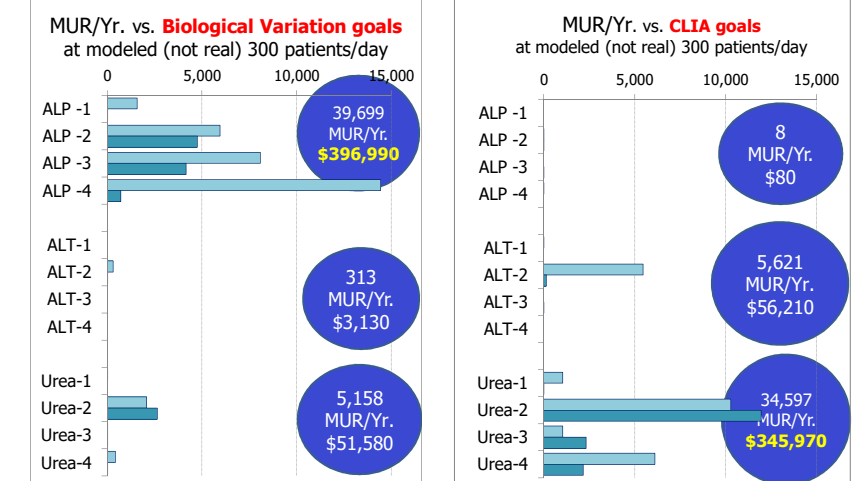 MUR/Yr. vs. Biological Variation goals
at modeled (not real) 300 patients/day
0 5,000 10,000 15,000
ALP -1
ALP -2
ALP -3
ALP -4
39,699
MUR/Yr.
$396,990
ALT-1
ALT-2
ALT-3
ALT-4
313
MUR/Yr.
$3,130
Urea-1
Urea-2
Urea-3
Urea-4
5,158
MUR/Yr.
$51,580
MUR/Yr. vs. CLIA goals
at modeled (not real) 300 patients/day
0 5,000 10,000 15,000
ALP -1
ALP -2
ALP -3
ALP -4
8
MUR/Yr.
$80
ALT-1
ALT-2
ALT-3
ALT-4
5,621
MUR/Yr.
$56,210
Urea-1
Urea-2
Urea-3
Urea-4
34,597
MUR/Yr.
$345,970